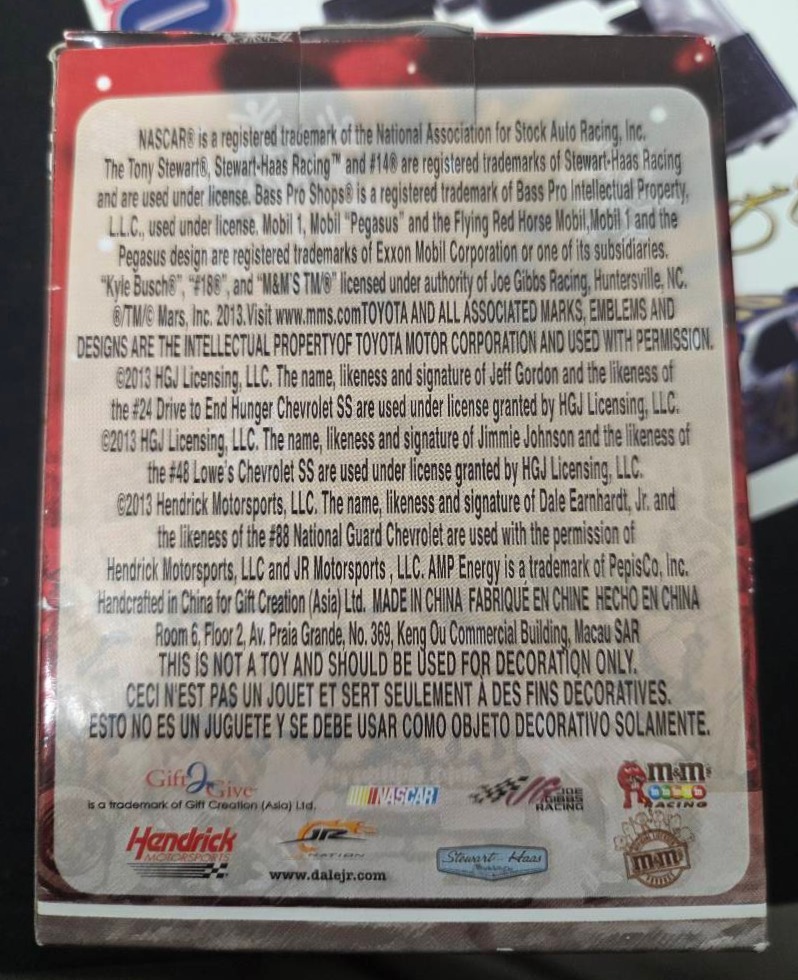 NASCAR® is a registered trademark of the National Association for Stock Auto Racing, Inc.
The Tony Stewart®, Stewart-Haas Racing™ and #14® are registered trademarks of Stewart-Haas Racing
and are used under license. Bass Pro Shops® is a registered trademark of Bass Pro Intellectual Property,
L.L.C., used under license. Mobil 1, Mobil "Pegasus" and the Flying Red Horse Mobil,Mobil 1 and the
Pegasus design are registered trademarks of Exxon Mobil Corporation or one of its subsidiaries.
"Kyle Busch®", "#18®", and "M&M'S TM/®" licensed under authority of Joe Gibbs Racing, Huntersville, NC.
®/TM/© Mars, Inc. 2013.Visit www.mms.comTOYOTA AND ALL ASSOCIATED MARKS, EMBLEMS AND
DESIGNS ARE THE INTELLECTUAL PROPERTYOF TOYOTA MOTOR CORPORATION AND USED WITH PERMISSION.
©2013 HGJ Licensing, LLC. The name, likeness and signature of Jeff Gordon and the likeness of
the #24 Drive to End Hunger Chevrolet SS are used under license granted by HGJ Licensing, LLC.
©2013 HGJ Licensing, LLC. The name, likeness and signature of Jimmie Johnson and the likeness of
the #48 Lowe's Chevrolet SS are used under license granted by HGJ Licensing, LLC.
©2013 Hendrick Motorsports, LLC. The name, likeness and signature of Dale Earnhardt, Jr. and
the likeness of the #88 National Guard Chevrolet are used with the permission of
Hendrick Motorsports, LLC and JR Motorsports , LLC. AMP Energy is a trademark of PepisCo, Inc.
Handcrafted in China for Gift Creation (Asia) Ltd. MADE IN CHINA FABRIQUÉ EN CHINE HECHO EN CHINA
Room 6, Floor 2, Av. Praia Grande, No. 369, Keng Ou Commercial Building, Macau SAR
THIS IS NOT A TOY AND SHOULD BE USED FOR DECORATION ONLY.
CECI N'EST PAS UN JOUET ET SERT SEULEMENT À DES FINS DÉCORATIVES.
ESTO NO ES UN JUGUETE Y SE DEBE USAR COMO OBJETO DECORATIVO SOLAMENTE.
Gift 2 Give
is a trademark of Gift Creation (Asia) Ltd.
NASCAR
JG JOE GIBBS RACING
m&m's RACING
Hendrick
MOTORSPORTS
JR NATION
www.dalejr.com
Stewart-Haas
Racing
m&m